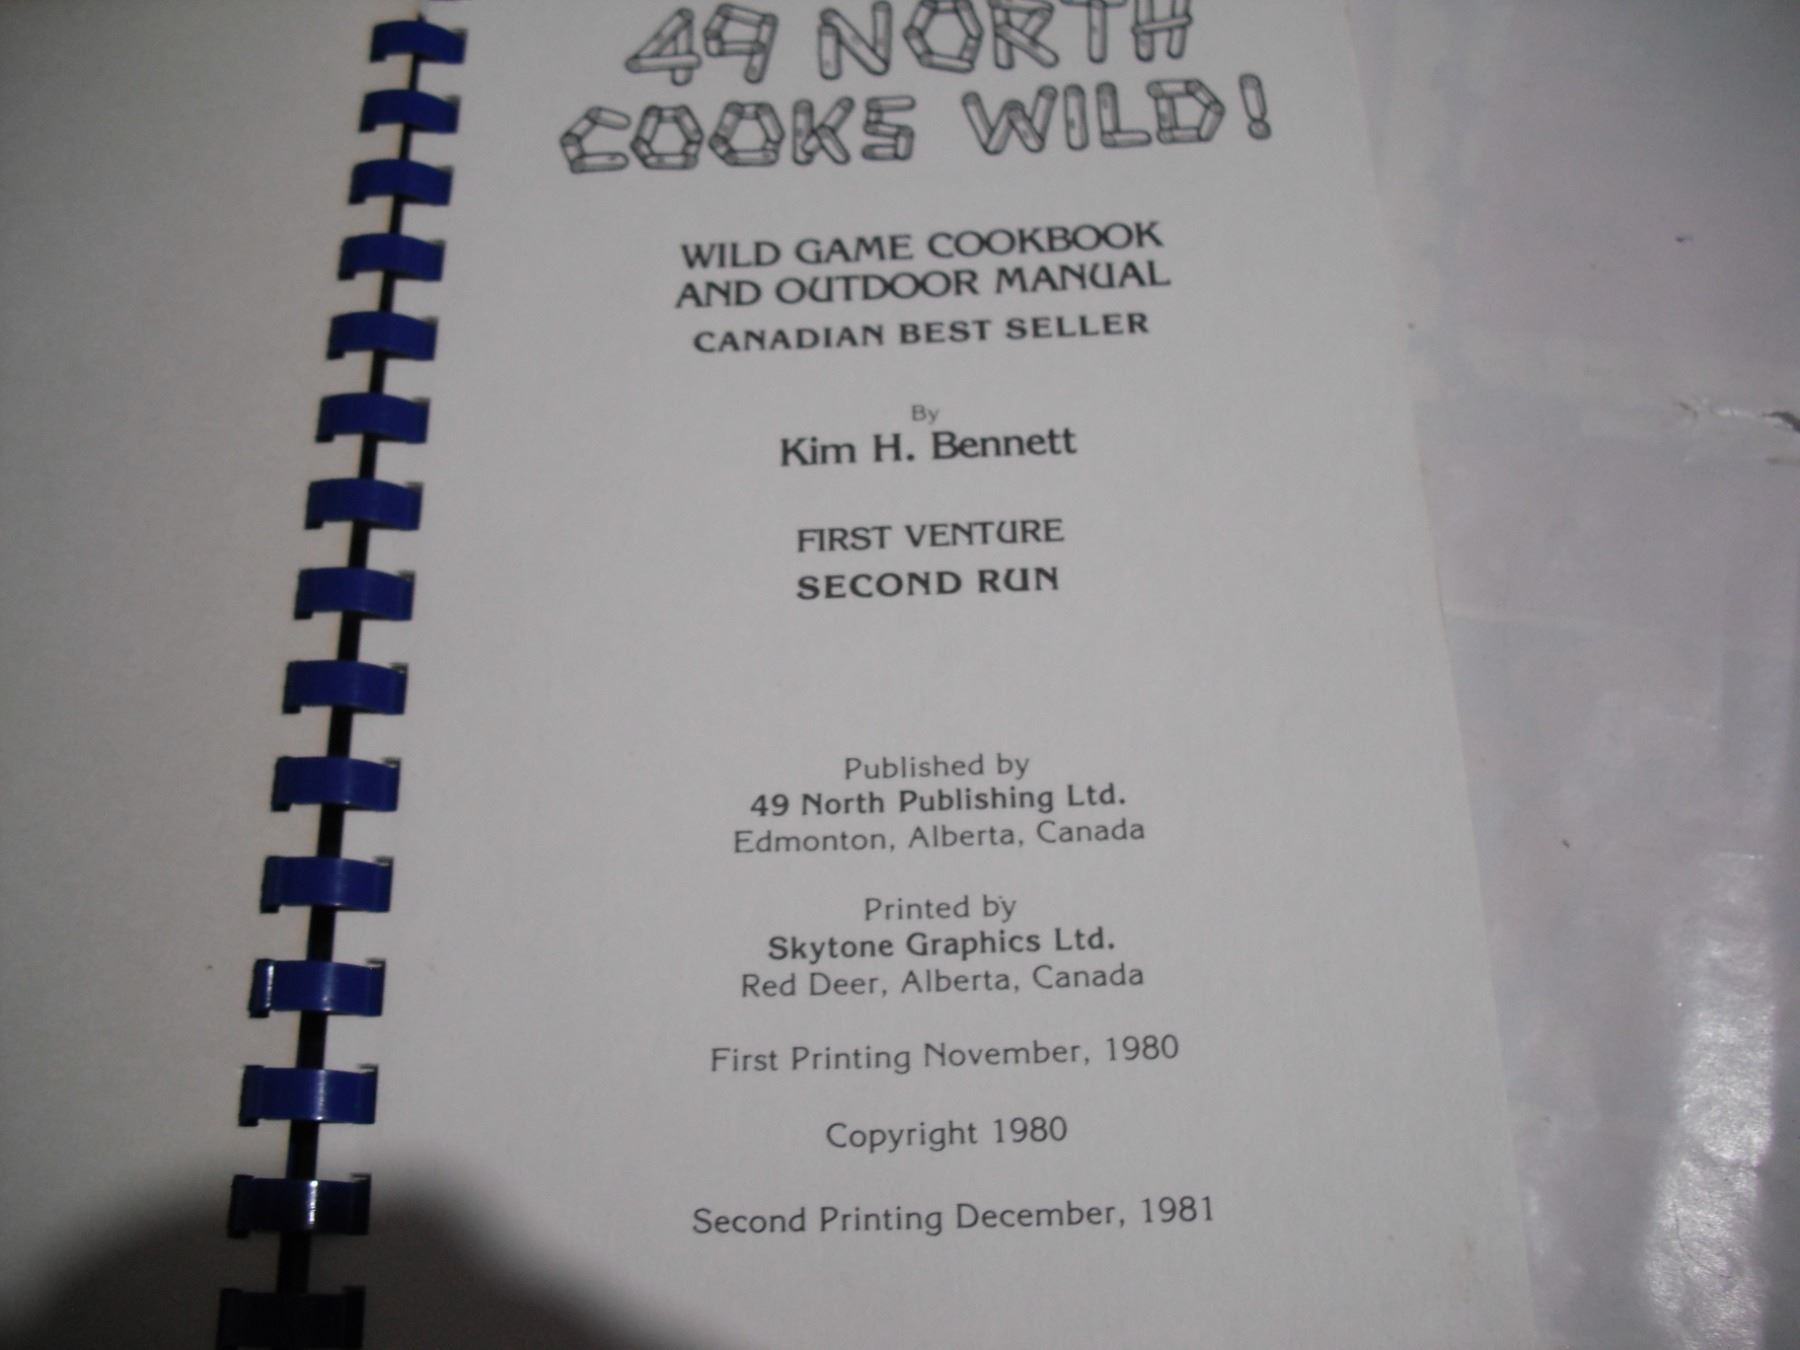 49 NORTH
COOKS WILD!
WILD GAME COOKBOOK
AND OUTDOOR MANUAL
CANADIAN BEST SELLER
By
Kim H. Bennett
FIRST VENTURE
SECOND RUN
Published by
49 North Publishing Ltd.
Edmonton, Alberta, Canada
Printed by
Skytone Graphics Ltd.
Red Deer, Alberta, Canada
First Printing November, 1980
Copyright 1980
Second Printing December, 1981